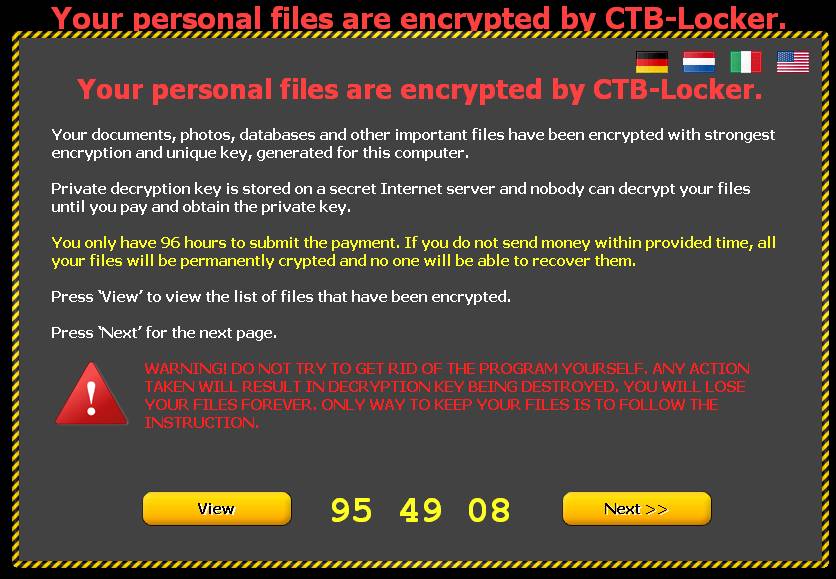 Your personal files are encrypted by CTB-Locker.
Your personal files are encrypted by CTB-Locker.
Your documents, photos, databases and other important files have been encrypted with strongest
encryption and unique key, generated for this computer.
Private decryption key is stored on a secret Internet server and nobody can decrypt your files
until you pay and obtain the private key.
You only have 96 hours to submit the payment. If you do not send money within provided time, all
your files will be permanently crypted and no one will be able to recover them.
Press ‘View’ to view the list of files that have been encrypted.
Press ‘Next’ for the next page.
WARNING! DO NOT TRY TO GET RID OF THE PROGRAM YOURSELF. ANY ACTION
TAKEN WILL RESULT IN DECRYPTION KEY BEING DESTROYED. YOU WILL LOSE
YOUR FILES FOREVER. ONLY WAY TO KEEP YOUR FILES IS TO FOLLOW THE
INSTRUCTION.
View 95 49 08 Next >>